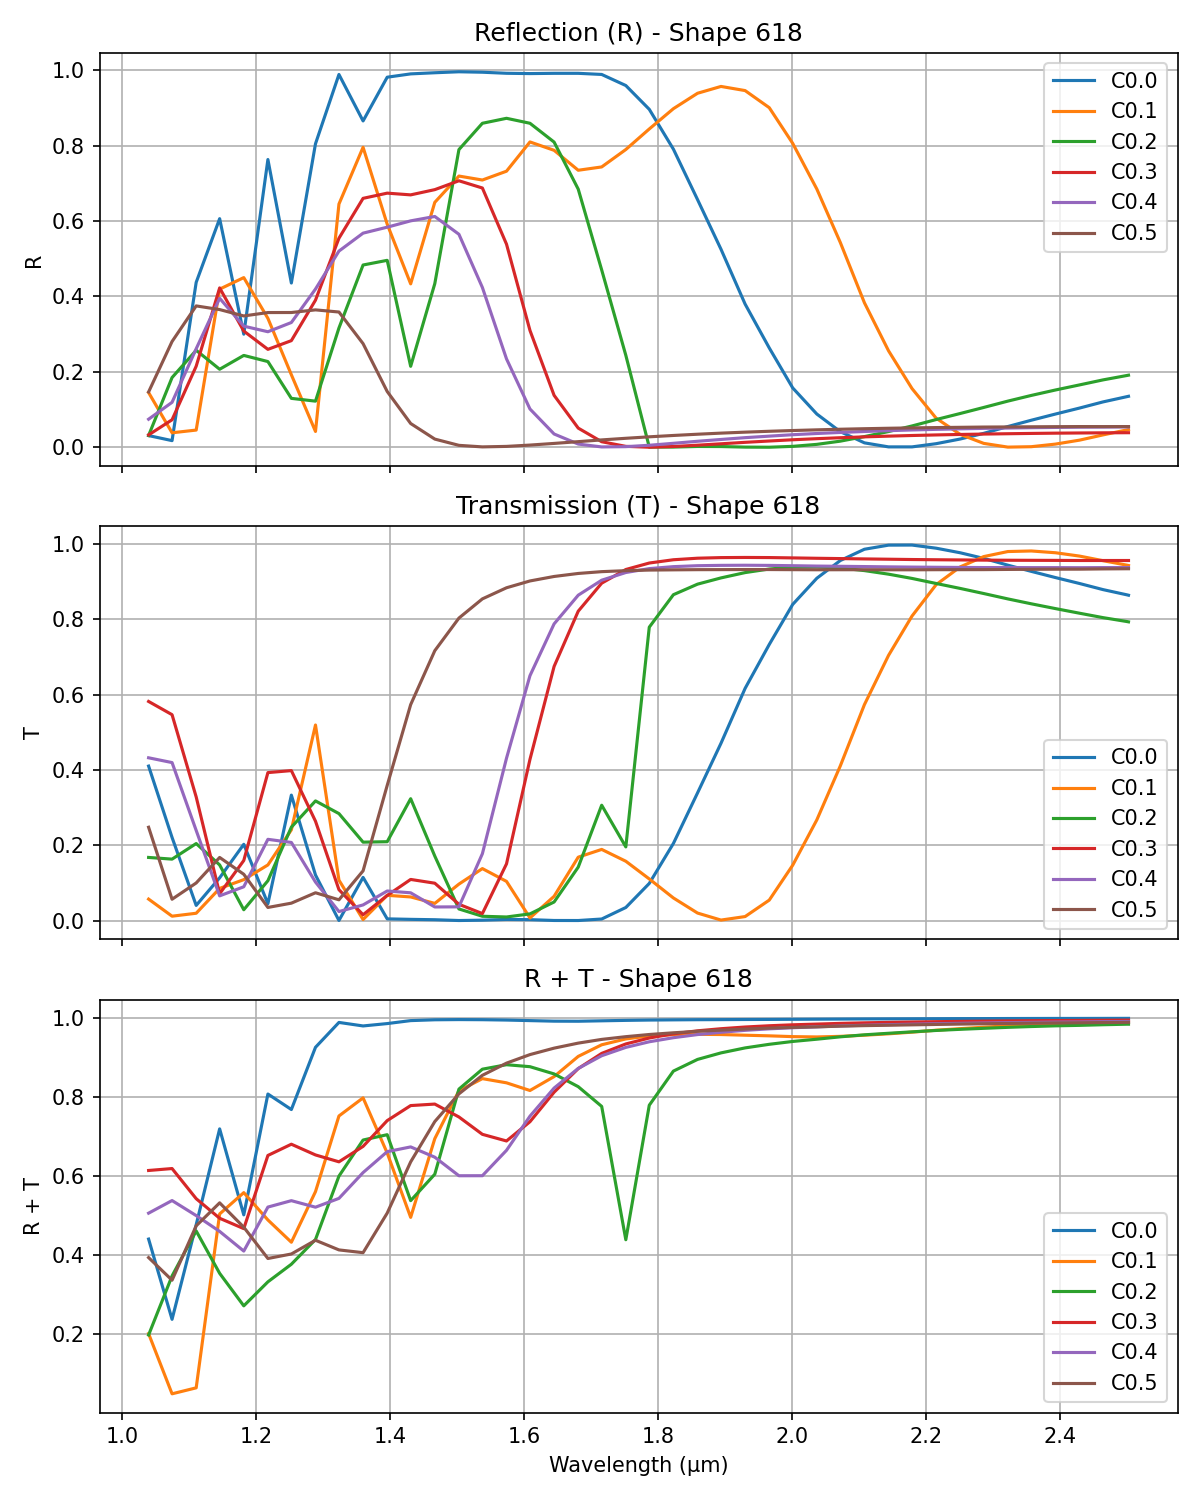 Reflection (R) - Shape 618
1.0
0.8
0.6
0.4
0.2
0.0
R
C0.0
C0.1
C0.2
C0.3
C0.4
C0.5
Transmission (T) - Shape 618
1.0
0.8
0.6
0.4
0.2
0.0
T
C0.0
C0.1
C0.2
C0.3
C0.4
C0.5
R + T - Shape 618
1.0
0.8
0.6
0.4
0.2
R + T
C0.0
C0.1
C0.2
C0.3
C0.4
C0.5
1.0 1.2 1.4 1.6 1.8 2.0 2.2 2.4
Wavelength (μm)